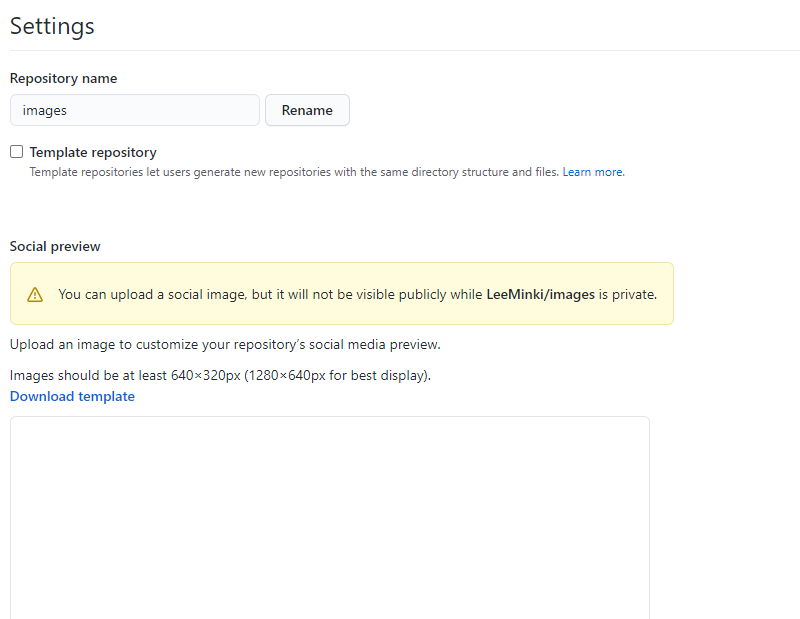 Settings
Repository name
images
Rename
Template repository
Template repositories let users generate new repositories with the same directory structure and files. Learn more.
Social preview
You can upload a social image, but it will not be visible publicly while LeeMinki/images is private.
Upload an image to customize your repository’s social media preview.
Images should be at least 640×320px (1280×640px for best display).
Download template